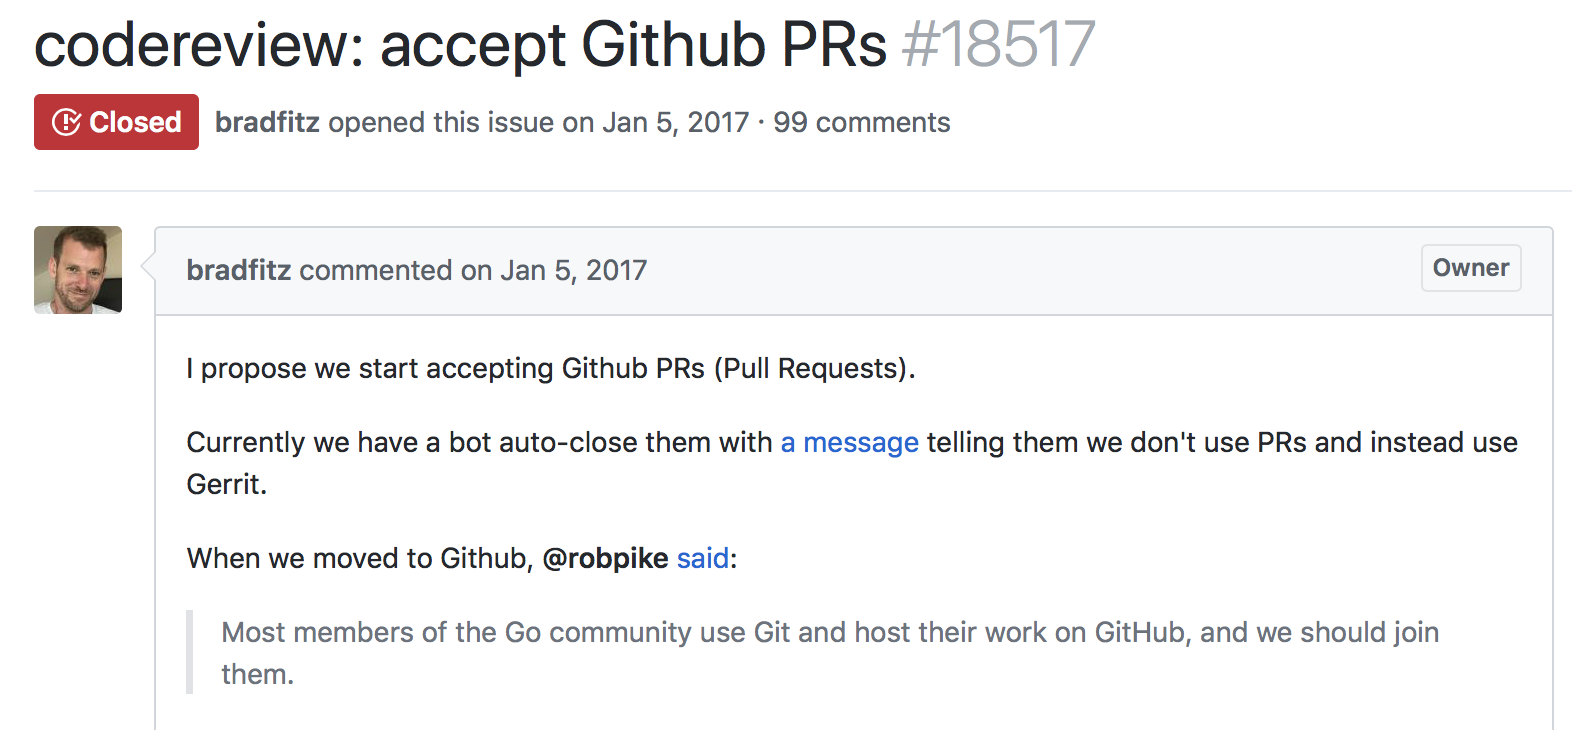 codereview: accept Github PRs #18517
Closed bradfitz opened this issue on Jan 5, 2017 · 99 comments
bradfitz commented on Jan 5, 2017 Owner
I propose we start accepting Github PRs (Pull Requests).
Currently we have a bot auto-close them with a message telling them we don't use PRs and instead use
Gerrit.
When we moved to Github, @robpike said:
Most members of the Go community use Git and host their work on GitHub, and we should join
them.